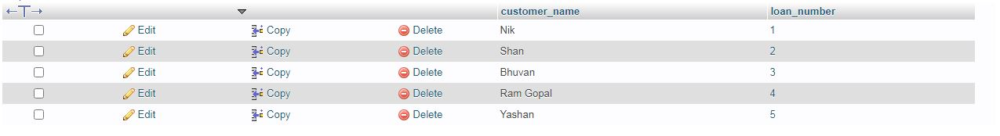 customer_name loan_number
Edit Copy Delete Nik 1
Edit Copy Delete Shan 2
Edit Copy Delete Bhuvan 3
Edit Copy Delete Ram Gopal 4
Edit Copy Delete Yashan 5